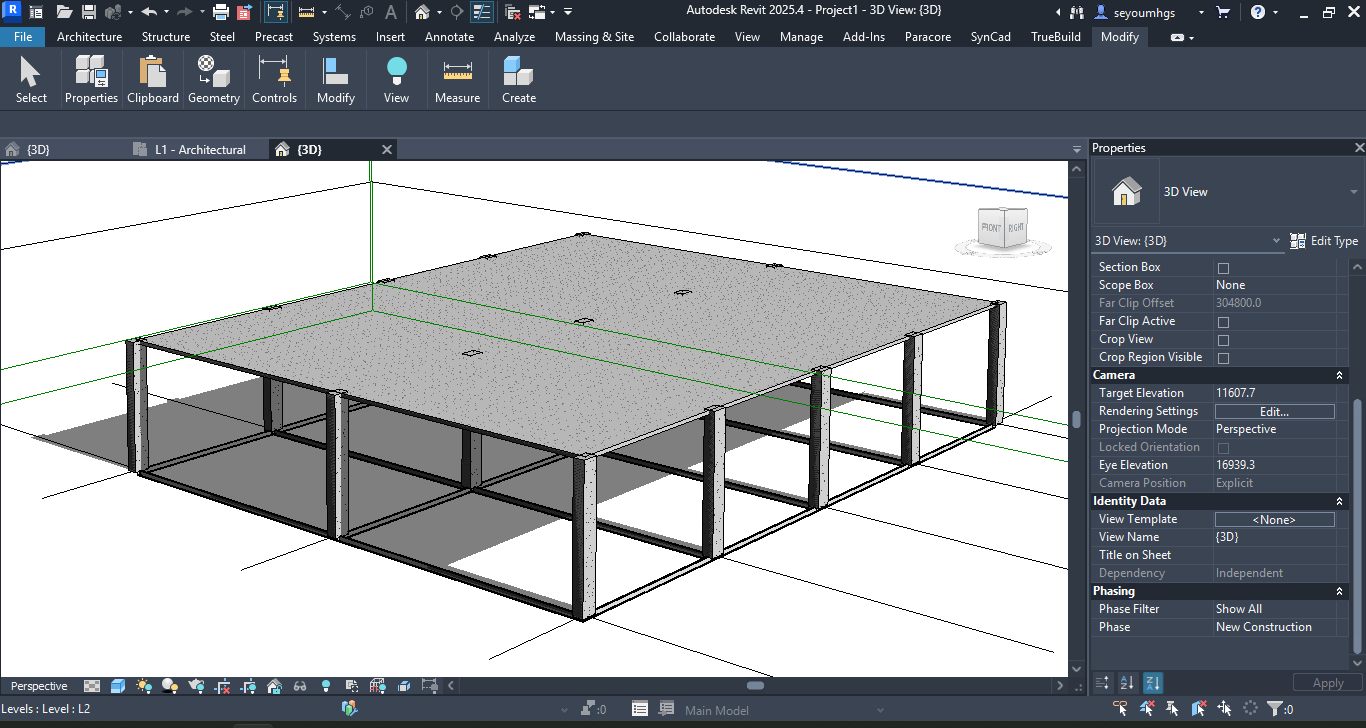 Autodesk Revit 2025.4 - Project1 - 3D View: {3D}
seyoumhgs
File Architecture Structure Steel Precast Systems Insert Annotate Analyze Massing & Site Collaborate View Manage Add-Ins Paracore SynCad TrueBuild Modify
Select Properties Clipboard Geometry Controls Modify View Measure Create
{3D} L1 - Architectural {3D}
FRONT RIGHT
Properties
3D View
3D View: {3D} Edit Type
Section Box
Scope Box None
Far Clip Offset 304800.0
Far Clip Active
Crop View
Crop Region Visible
Camera
Target Elevation 11607.7
Rendering Settings Edit...
Projection Mode Perspective
Locked Orientation
Eye Elevation 16939.3
Camera Position Explicit
Identity Data
View Template <None>
View Name {3D}
Title on Sheet
Dependency Independent
Phasing
Phase Filter Show All
Phase New Construction
Apply
Perspective
Levels : Level : L2 :0 Main Model :0